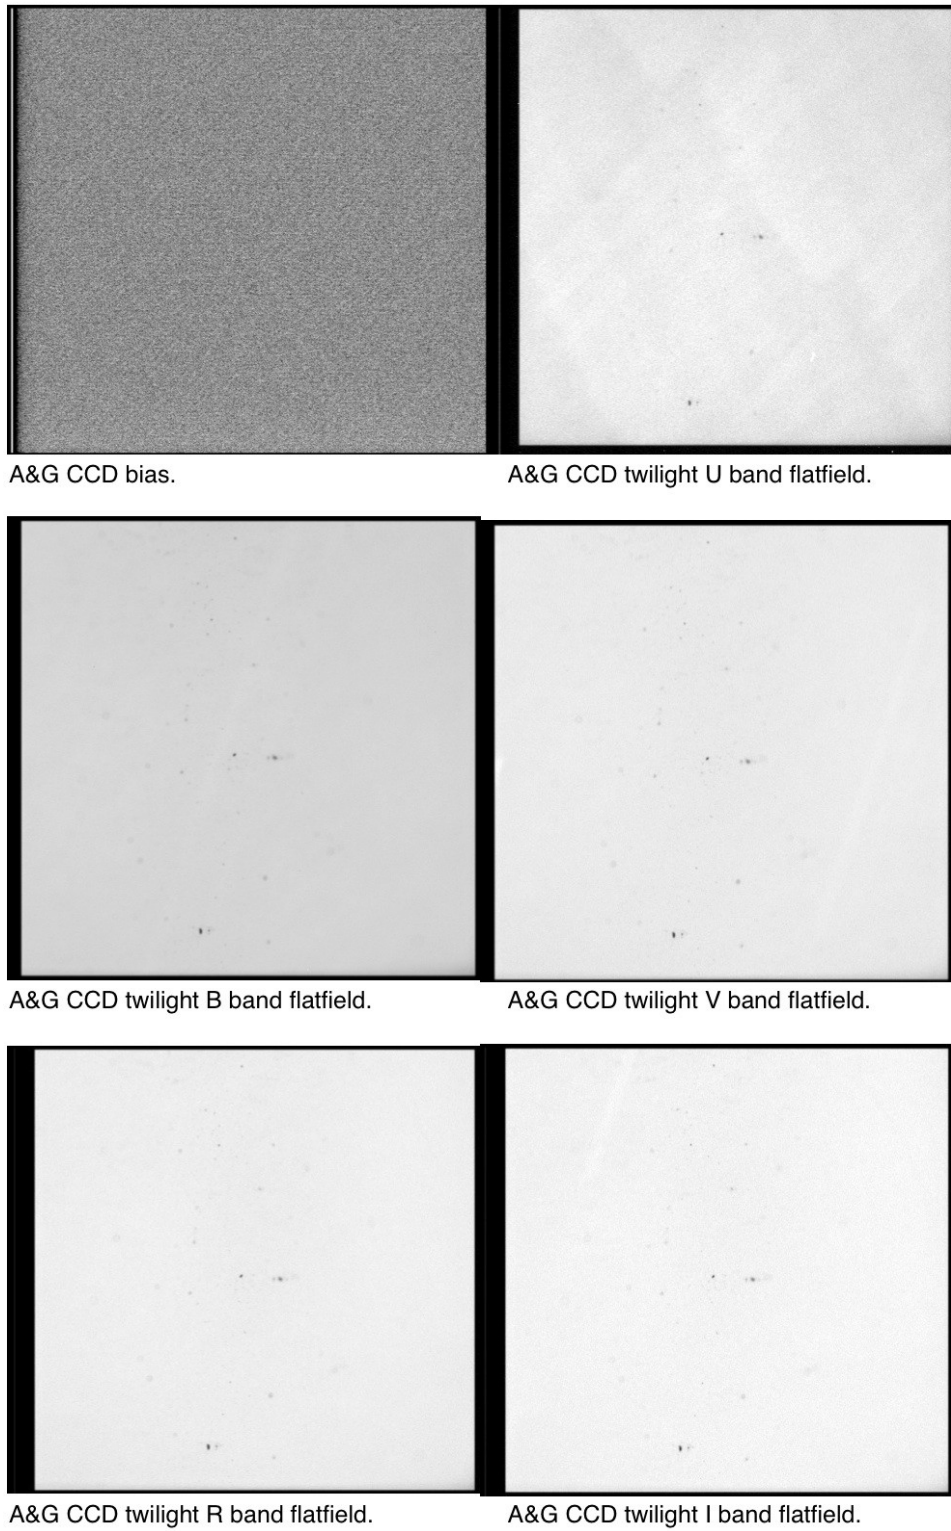 A&G CCD bias.
A&G CCD twilight U band flatfield.
A&G CCD twilight B band flatfield.
A&G CCD twilight V band flatfield.
A&G CCD twilight R band flatfield.
A&G CCD twilight I band flatfield.